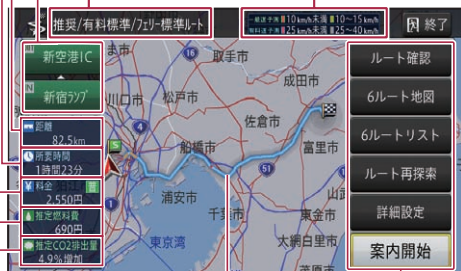 推奨/有料標準/フェリー標準ルート
一般道予測 10km/h未満 10～15km/h
有料道予測 25km/h未満 25～40km/h
終了
新空港IC
新宿ランプ
距離
82.5km
所要時間
1時間23分
料金
2,550円
推定燃料費
690円
推定CO2排出量
4.9%増加
取手市
成田市
川口市
松戸市
佐倉市
船橋市
富里市
浦安市
千葉市
東金市
東京湾
大網白里市
6
51
S
ルート確認
6ルート地図
6ルートリスト
ルート再探索
詳細設定
案内開始